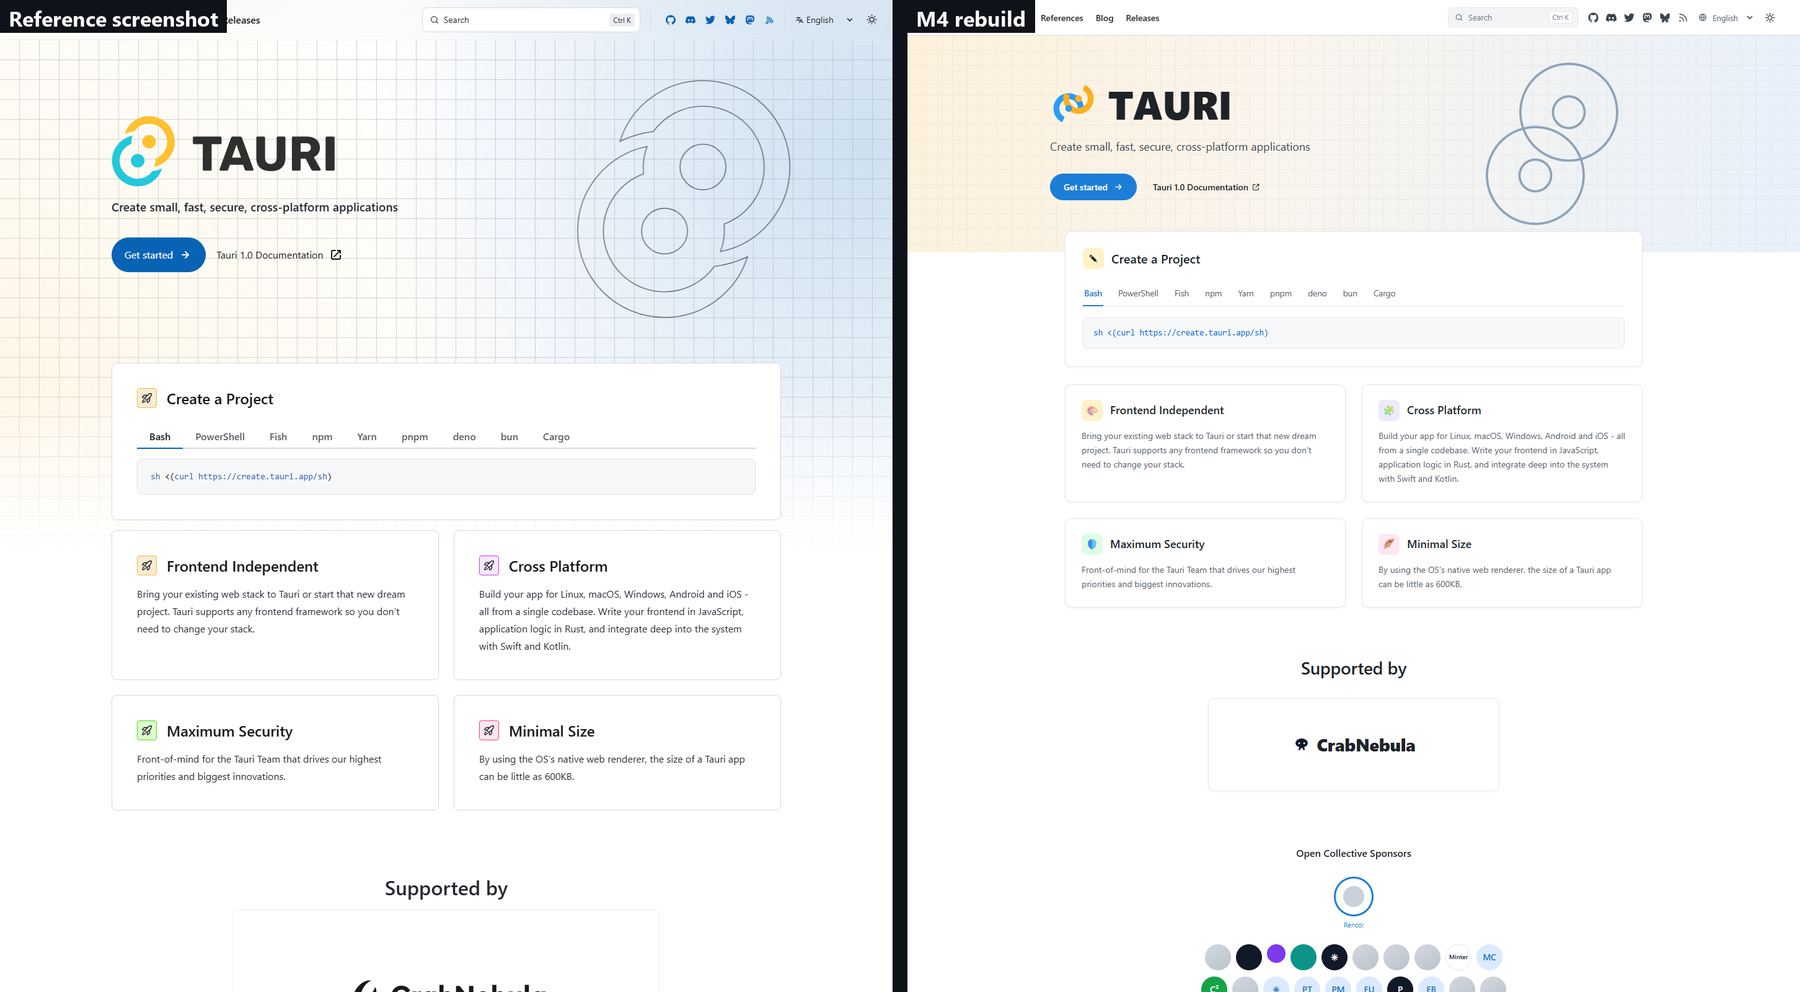 Reference screenshot
Releases
Search
Ctrl K
English
TAURI
Create small, fast, secure, cross-platform applications
Get started
Tauri 1.0 Documentation
Create a Project
Bash PowerShell Fish npm Yarn pnpm deno bun Cargo
sh <(curl https://create.tauri.app/sh)
Frontend Independent
Bring your existing web stack to Tauri or start that new dream
project. Tauri supports any frontend framework so you don't
need to change your stack.
Cross Platform
Build your app for Linux, macOS, Windows, Android and iOS -
all from a single codebase. Write your frontend in JavaScript,
application logic in Rust, and integrate deep into the system
with Swift and Kotlin.
Maximum Security
Front-of-mind for the Tauri Team that drives our highest
priorities and biggest innovations.
Minimal Size
By using the OS's native web renderer, the size of a Tauri app
can be little as 600KB.
Supported by
CrabNebula
M4 rebuild
References Blog Releases
Search
Ctrl K
English
TAURI
Create small, fast, secure, cross-platform applications
Get started
Tauri 1.0 Documentation
Create a Project
Bash PowerShell Fish npm Yarn pnpm deno bun Cargo
sh <(curl https://create.tauri.app/sh)
Frontend Independent
Bring your existing web stack to Tauri or start that new dream
project. Tauri supports any frontend framework so you don't
need to change your stack.
Cross Platform
Build your app for Linux, macOS, Windows, Android and iOS - all
from a single codebase. Write your frontend in JavaScript,
application logic in Rust, and integrate deep into the system
with Swift and Kotlin.
Maximum Security
Front-of-mind for the Tauri Team that drives our highest
priorities and biggest innovations.
Minimal Size
By using the OS's native web renderer, the size of a Tauri app
can be little as 600KB.
Supported by
CrabNebula
Open Collective Sponsors
Minter MC
C² PT PM FU P FB